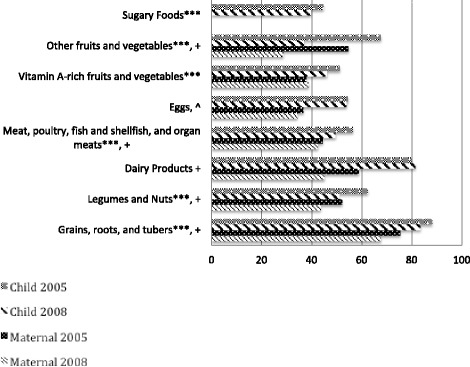 Sugary Foods***
Other fruits and vegetables***, +
Vitamin A-rich fruits and vegetables***
Eggs, ^
Meat, poultry, fish and shellfish, and organ
meats***, +
Dairy Products +
Legumes and Nuts***, +
Grains, roots, and tubers***, +
0 20 40 60 80 100
Child 2005
Child 2008
Maternal 2005
Maternal 2008